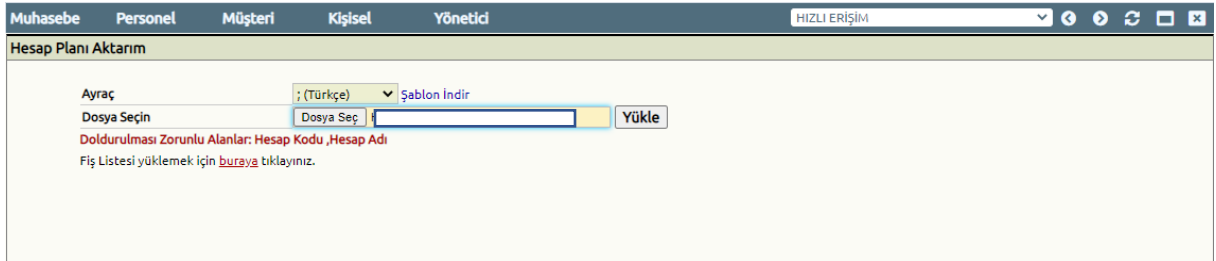 Muhasebe Personel Müşteri Kişisel Yönetici HIZLI ERİŞİM
Hesap Planı Aktarım
Ayraç ; (Türkçe) Şablon İndir
Dosya Seçin Dosya Seç Yükle
Doldurulması Zorunlu Alanlar: Hesap Kodu ,Hesap Adı
Fiş Listesi yüklemek için buraya tıklayınız.